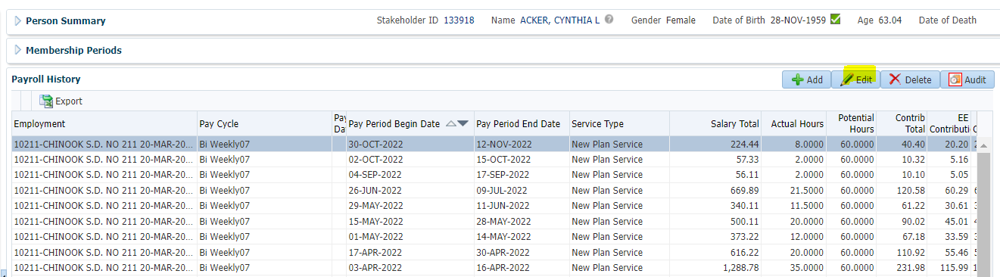 Person Summary Stakeholder ID 133918 Name ACKER, CYNTHIA L Gender Female Date of Birth 28-NOV-1959 Age 63.04 Date of Death
Membership Periods
Payroll History Add Edit Delete Audit
Export
Employment Pay Cycle Pay Da Pay Period Begin Date Pay Period End Date Service Type Salary Total Actual Hours Potential Hours Contrib Total EE Contributi C
10211-CHINOOK S.D. NO 211 20-MAR-20... Bi Weekly07 30-OCT-2022 12-NOV-2022 New Plan Service 224.44 8.0000 60.0000 40.40 20.20 2
10211-CHINOOK S.D. NO 211 20-MAR-20... Bi Weekly07 02-OCT-2022 15-OCT-2022 New Plan Service 57.33 2.0000 60.0000 10.32 5.16
10211-CHINOOK S.D. NO 211 20-MAR-20... Bi Weekly07 04-SEP-2022 17-SEP-2022 New Plan Service 56.11 2.0000 60.0000 10.10 5.05
10211-CHINOOK S.D. NO 211 20-MAR-20... Bi Weekly07 26-JUN-2022 09-JUL-2022 New Plan Service 669.89 21.5000 60.0000 120.58 60.29 6
10211-CHINOOK S.D. NO 211 20-MAR-20... Bi Weekly07 29-MAY-2022 11-JUN-2022 New Plan Service 340.11 11.5000 60.0000 61.22 30.61 3
10211-CHINOOK S.D. NO 211 20-MAR-20... Bi Weekly07 15-MAY-2022 28-MAY-2022 New Plan Service 500.11 20.0000 60.0000 90.02 45.01 4
10211-CHINOOK S.D. NO 211 20-MAR-20... Bi Weekly07 01-MAY-2022 14-MAY-2022 New Plan Service 373.22 12.0000 60.0000 67.18 33.59 3
10211-CHINOOK S.D. NO 211 20-MAR-20... Bi Weekly07 17-APR-2022 30-APR-2022 New Plan Service 616.22 20.0000 60.0000 110.92 55.46 5
10211-CHINOOK S.D. NO 211 20-MAR-20... Bi Weekly07 03-APR-2022 16-APR-2022 New Plan Service 1,288.78 35.0000 60.0000 231.98 115.99 1